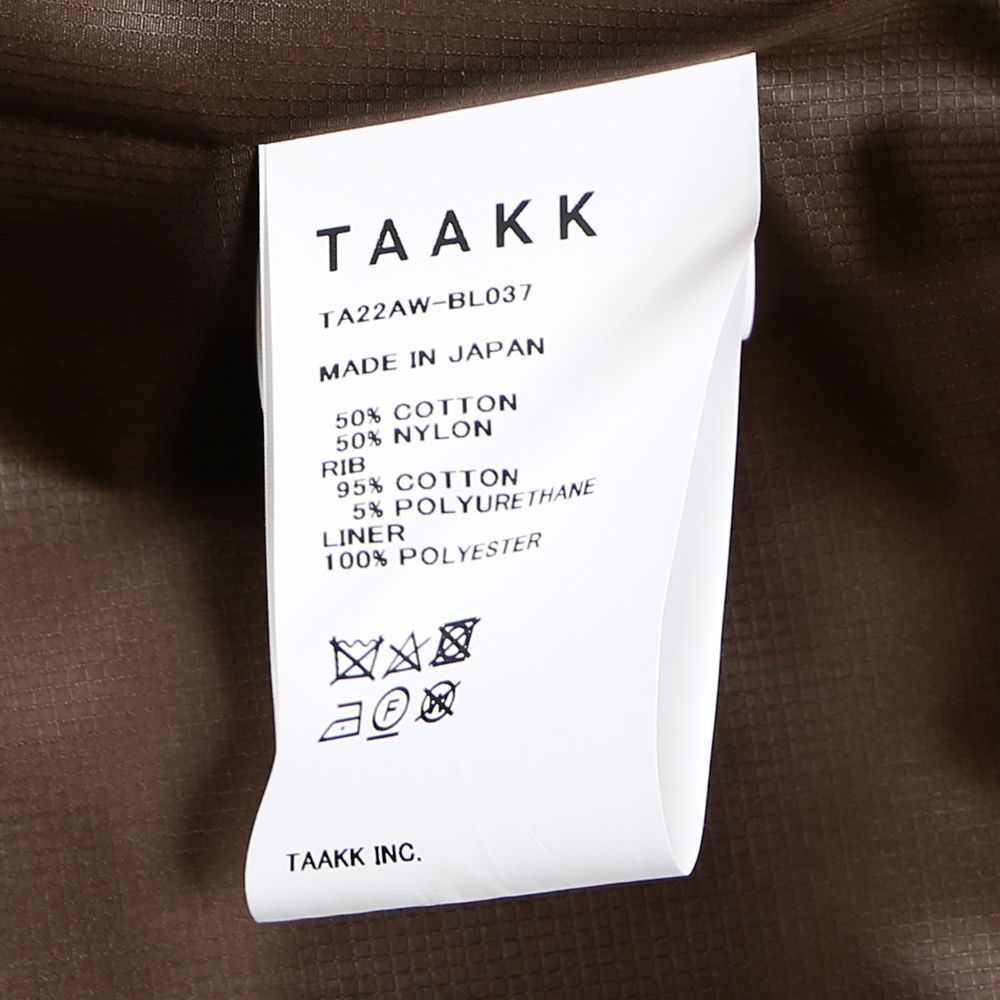 TAAKK
TA22AW-BL037
MADE IN JAPAN
50% COTTON
50% NYLON
RIB
95% COTTON
5% POLYURETHANE
LINER
100% POLYESTER
F
W
TAAKK INC.